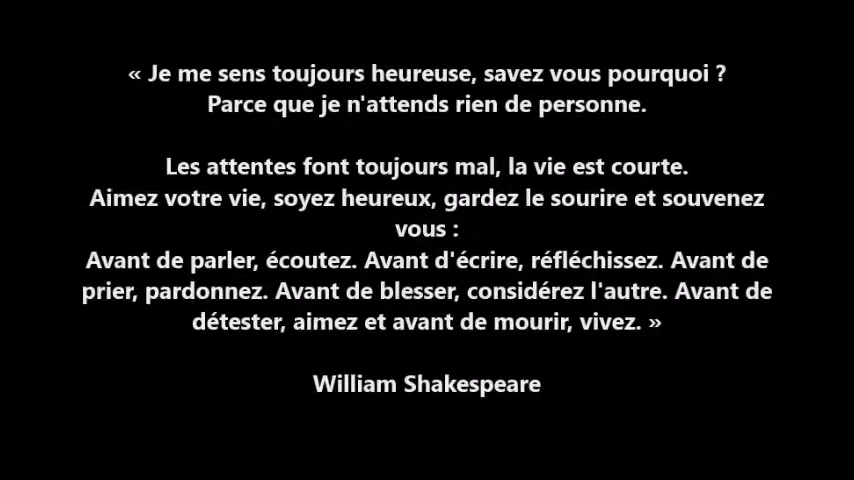 « Je me sens toujours heureuse, savez vous pourquoi ?
Parce que je n'attends rien de personne.
Les attentes font toujours mal, la vie est courte.
Aimez votre vie, soyez heureux, gardez le sourire et souvenez
vous :
Avant de parler, écoutez. Avant d'écrire, réfléchissez. Avant de
prier, pardonnez. Avant de blesser, considérez l'autre. Avant de
détester, aimez et avant de mourir, vivez. »
William Shakespeare